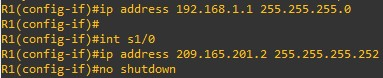 R1(config-if)#ip address 192.168.1.1 255.255.255.0
R1(config-if)#
R1(config-if)#int s1/0
R1(config-if)#ip address 209.165.201.2 255.255.255.252
R1(config-if)#no shutdown